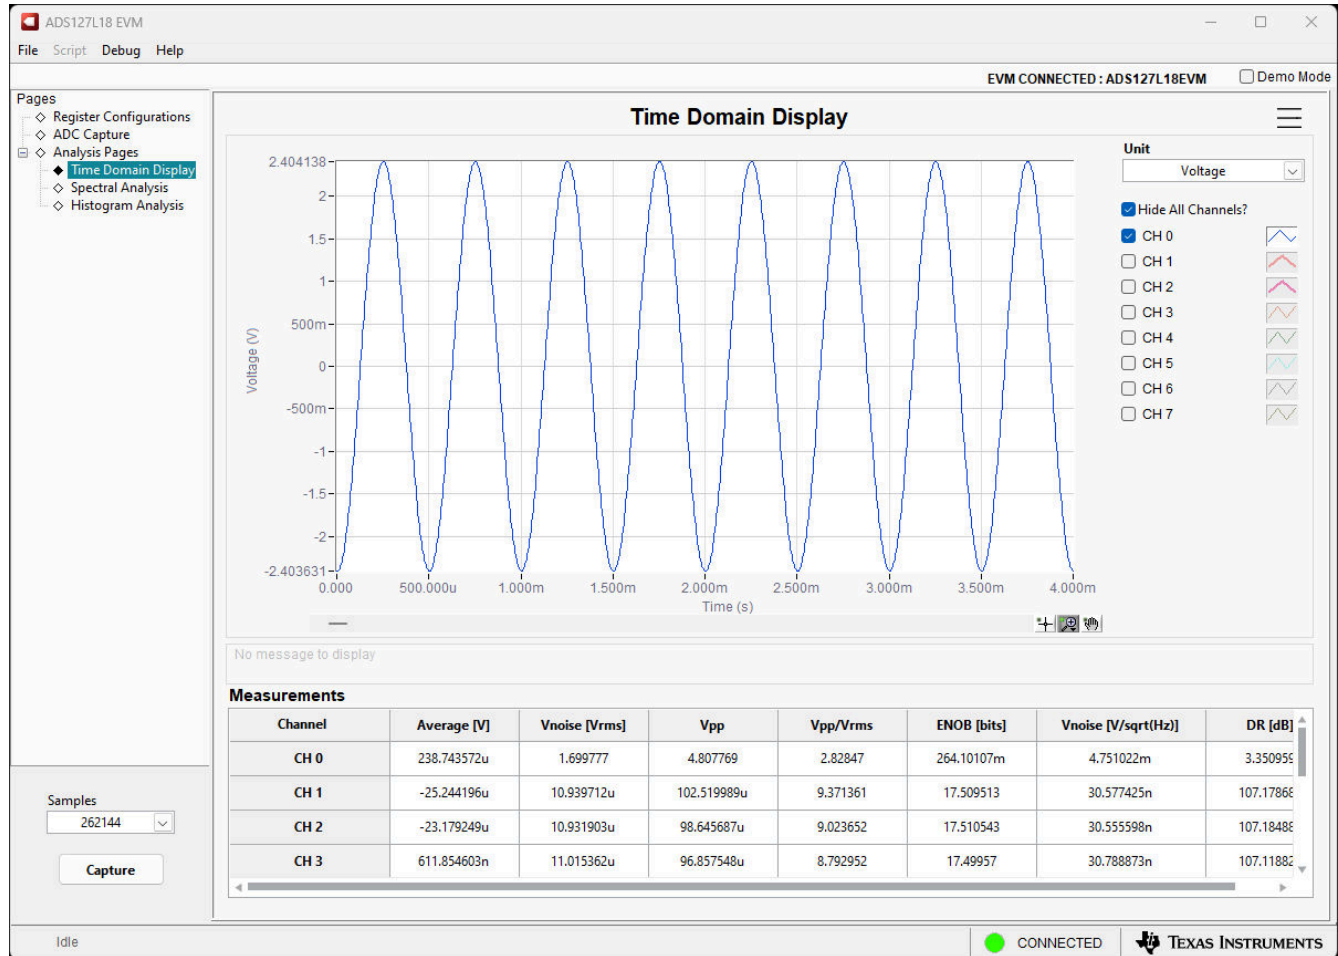 ADS127L18 EVM
File Script Debug Help
EVM CONNECTED : ADS127L18EVM Demo Mode
Pages
Register Configurations
ADC Capture
Analysis Pages
Time Domain Display
Spectral Analysis
Histogram Analysis
Samples
262144
Capture
Time Domain Display
2.404138
2
1.5
1
500m
0
-500m
-1
-1.5
-2
-2.403631
Voltage (V)
0.000 500.000u 1.000m 1.500m 2.000m 2.500m 3.000m 3.500m 4.000m
Time (s)
Unit
Voltage
Hide All Channels?
CH 0
CH 1
CH 2
CH 3
CH 4
CH 5
CH 6
CH 7
No message to display
Measurements
Channel Average [V] Vnoise [Vrms] Vpp Vpp/Vrms ENOB [bits] Vnoise [V/sqrt(Hz)] DR [dB]
CH 0 238.743572u 1.699777 4.807769 2.82847 264.10107m 4.751022m 3.350959
CH 1 -25.244196u 10.939712u 102.519989u 9.371361 17.509513 30.577425n 107.17868
CH 2 -23.179249u 10.931903u 98.645687u 9.023652 17.510543 30.555598n 107.18488
CH 3 611.854603n 11.015362u 96.857548u 8.792952 17.49957 30.788873n 107.11882
Idle CONNECTED TEXAS INSTRUMENTS